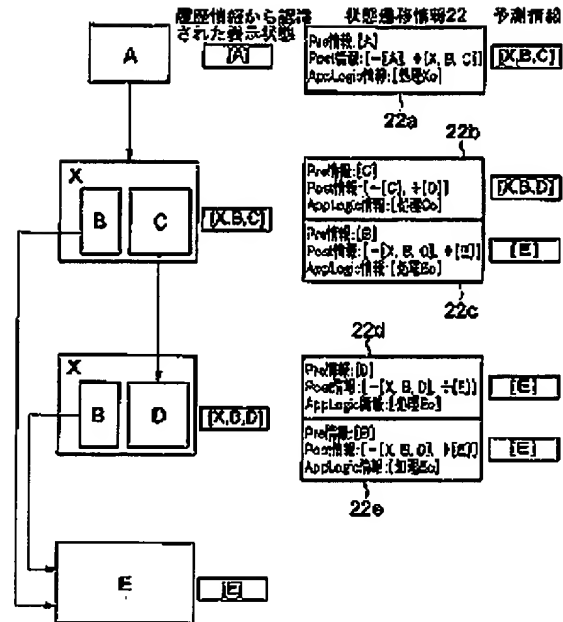 履歴情報から認識
された表示状態
状態遷移情報22
予測情報
A
[A]
Pre情報:[A]
Post情報:[-[A], +[X, B, C]]
AppLogic情報:[処理Xo]
[X,B,C]
22a
22b
X
B
C
[X,B,C]
Pre情報:[C]
Post情報:[-[C], +[D]]
AppLogic情報:[処理Co]
[X,B,D]
Pre情報:[B]
Post情報:[-[X, B, C], +[E]]
AppLogic情報:[処理Eo]
[E]
22c
22d
X
B
D
[X,B,D]
Pre情報:[D]
Post情報:[-[X, B, D], +[E]]
AppLogic情報:[処理Eo]
[E]
Pre情報:[B]
Post情報:[-[X, B, D], +[E]]
AppLogic情報:[処理Eo]
[E]
22e
E
[E]